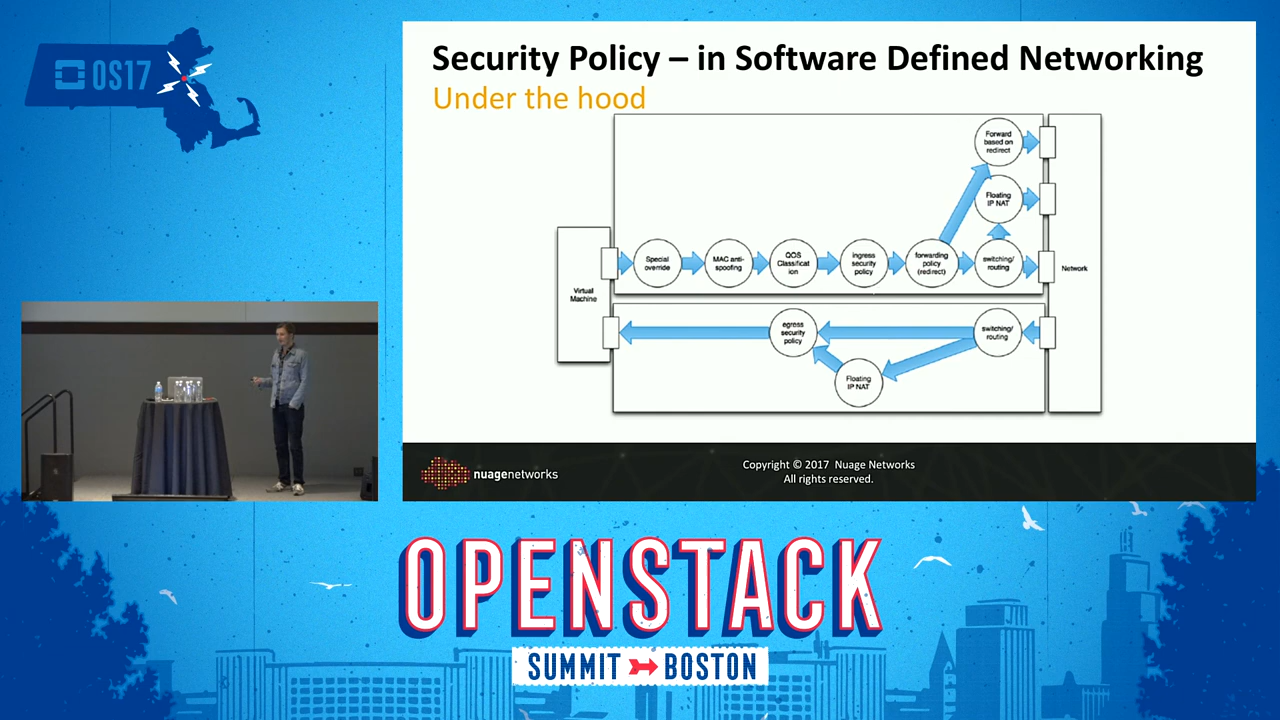 OS17
Security Policy – in Software Defined Networking
Under the hood
Forward
based on
redirect
Floating
IP NAT
Special
override
MAC anti-
spoofing
QOS
Classificat
ion
ingress
security
policy
forwarding
policy
(redirect)
switching/
routing
Network
Virtual
Machine
egress
security
policy
switching/
routing
Floating
IP NAT
nuagenetworks
Copyright © 2017 Nuage Networks
All rights reserved.
OPENSTACK
SUMMIT BOSTON